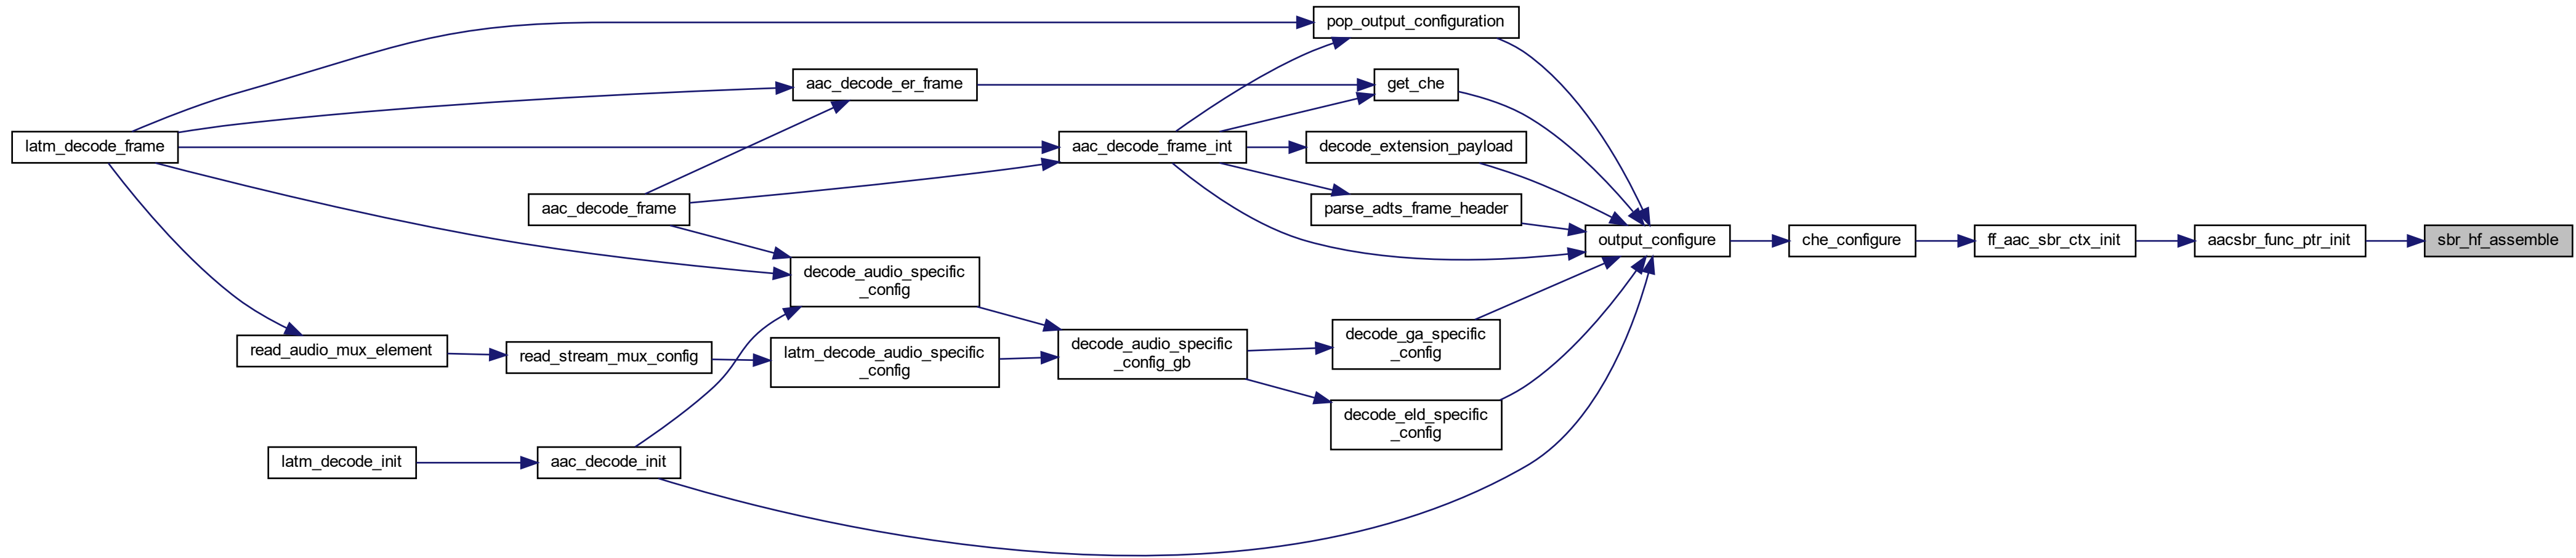 pop_output_configuration
aac_decode_er_frame
get_che
latm_decode_frame
aac_decode_frame_int
decode_extension_payload
aac_decode_frame
parse_adts_frame_header
output_configure
che_configure
ff_aac_sbr_ctx_init
aacsbr_func_ptr_init
sbr_hf_assemble
decode_audio_specific
_config
read_audio_mux_element
read_stream_mux_config
latm_decode_audio_specific
_config
decode_audio_specific
_config_gb
decode_ga_specific
_config
decode_eld_specific
_config
latm_decode_init
aac_decode_init